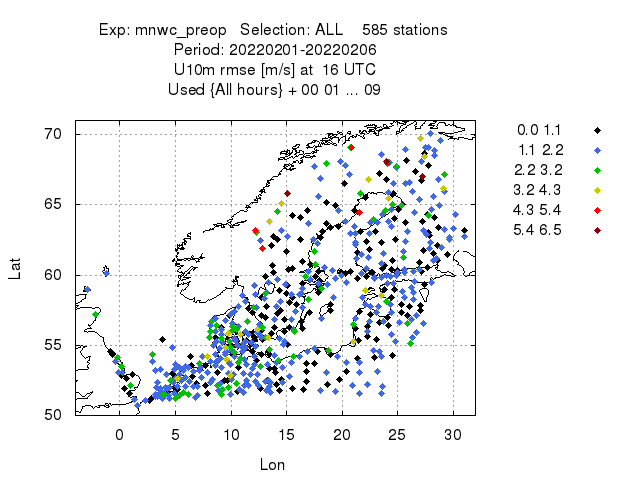 Exp: mnwc_preop   Selection: ALL    585 stations
Period: 20220201-20220206
U10m rmse [m/s] at  16 UTC
Used {All hours} + 00 01 ... 09
70
65
60
55
50
Lat
0 5 10 15 20 25 30
Lon
0.0 1.1
1.1 2.2
2.2 3.2
3.2 4.3
4.3 5.4
5.4 6.5